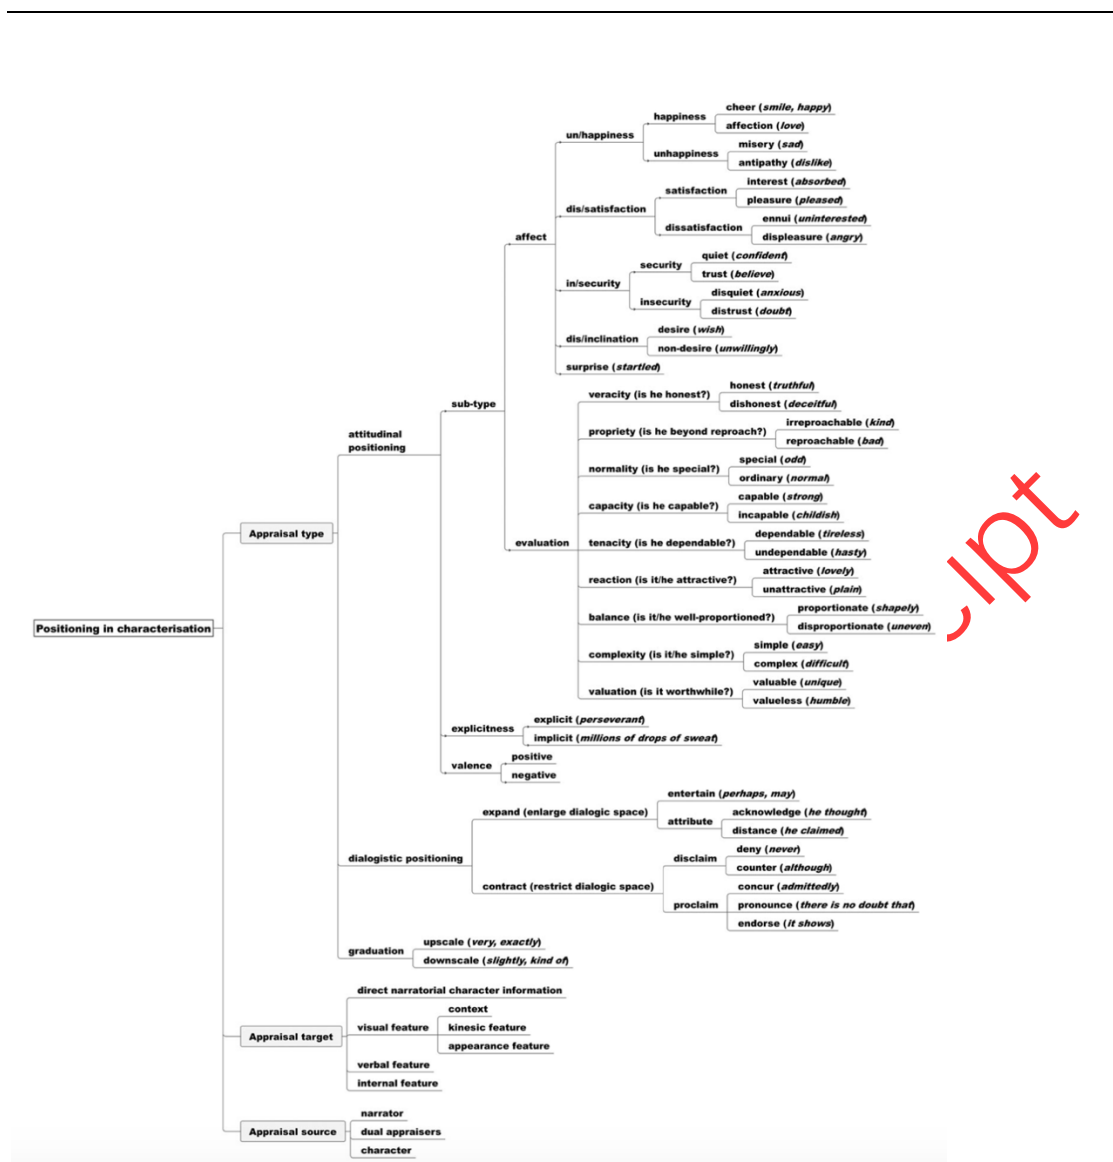 cheer (smile, happy)
happiness
affection (love)
un/happiness
misery (sad)
unhappiness
antipathy (dislike)
interest (absorbed)
satisfaction
pleasure (pleased)
dis/satisfaction
ennui (uninterested)
dissatisfaction
displeasure (angry)
affect
quiet (confident)
security
trust (believe)
in/security
disquiet (anxious)
insecurity
distrust (doubt)
desire (wish)
dis/inclination
non-desire (unwillingly)
surprise (startled)
honest (truthful)
veracity (is he honest?)
dishonest (deceitful)
sub-type
irreproachable (kind)
propriety (is he beyond reproach?)
reproachable (bad)
attitudinal
positioning
special (odd)
normality (is he special?)
ordinary (normal)
capable (strong)
capacity (is he capable?)
incapable (childish)
Appraisal type
dependable (tireless)
evaluation
tenacity (is he dependable?)
undependable (hasty)
attractive (lovely)
reaction (is it/he attractive?)
unattractive (plain)
proportionate (shapely)
balance (is it/he well-proportioned?)
disproportionate (uneven)
Positioning in characterisation
simple (easy)
complexity (is it/he simple?)
complex (difficult)
valuable (unique)
valuation (is it worthwhile?)
valueless (humble)
explicit (perseverant)
explicitness
implicit (millions of drops of sweat)
positive
valence
negative
entertain (perhaps, may)
expand (enlarge dialogic space)
acknowledge (he thought)
attribute
distance (he claimed)
deny (never)
dialogistic positioning
disclaim
counter (although)
contract (restrict dialogic space)
concur (admittedly)
proclaim
pronounce (there is no doubt that)
endorse (it shows)
upscale (very, exactly)
graduation
downscale (slightly, kind of)
direct narratorial character information
context
Appraisal target
visual feature
kinesic feature
appearance feature
verbal feature
internal feature
narrator
Appraisal source
dual appraisers
character